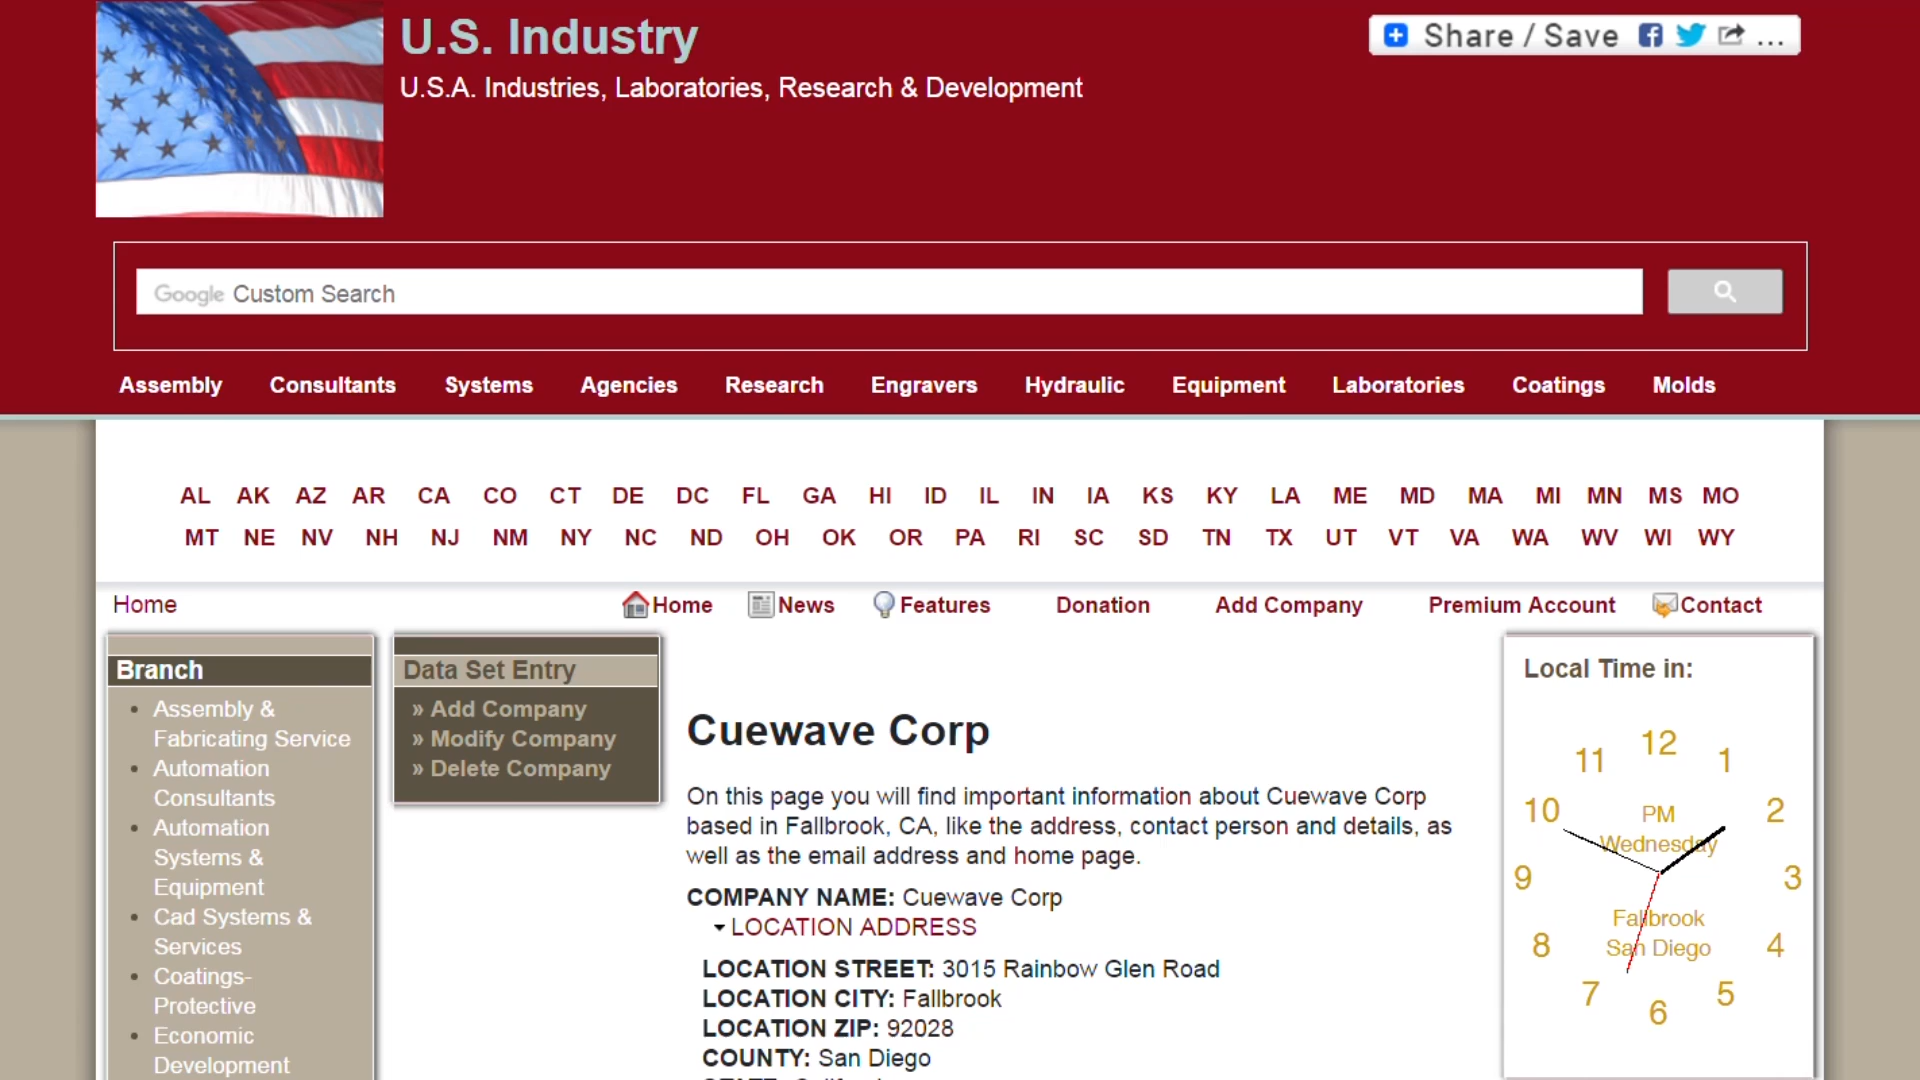 U.S. Industry
U.S.A. Industries, Laboratories, Research & Development
Share / Save ...
Google Custom Search
Assembly Consultants Systems Agencies Research Engravers Hydraulic Equipment Laboratories Coatings Molds
AL AK AZ AR CA CO CT DE DC FL GA HI ID IL IN IA KS KY LA ME MD MA MI MN MS MO
MT NE NV NH NJ NM NY NC ND OH OK OR PA RI SC SD TN TX UT VT VA WA WV WI WY
Home
Home News Features Donation Add Company Premium Account Contact
Branch
• Assembly &
Fabricating Service
• Automation
Consultants
• Automation
Systems &
Equipment
• Cad Systems &
Services
• Coatings-
Protective
• Economic
Development
Data Set Entry
» Add Company
» Modify Company
» Delete Company
Cuewave Corp
On this page you will find important information about Cuewave Corp
based in Fallbrook, CA, like the address, contact person and details, as
well as the email address and home page.
COMPANY NAME: Cuewave Corp
LOCATION ADDRESS
LOCATION STREET: 3015 Rainbow Glen Road
LOCATION CITY: Fallbrook
LOCATION ZIP: 92028
COUNTY: San Diego
Local Time in:
12
11 1
10 2
PM
Wednesday
9 3
Fallbrook
8 4
San Diego
7 5
6